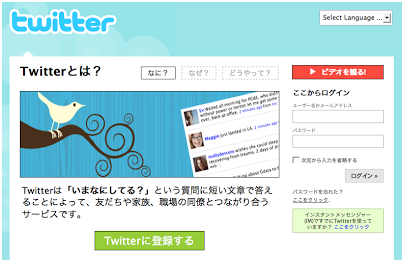 twitter
Select Language ...
Twitterとは?
なに?
なぜ?
どうやって?
ビデオを観る!
ここからログイン
ユーザー名かメールアドレス
パスワード
次回から入力を省略する
ログイン »
パスワードを忘れた?
ここをクリック.
インスタントメッセンジャー
(IM)ですでにTwitterを使って
いますか? ここをクリック
Maggie just landed in LA. 2 minutes ago
Twitterは「いまなにしてる?」という質問に短い文章で答え
ることによって、友だちや家族、職場の同僚とつながり合う
サービスです。
Twitterに登録する